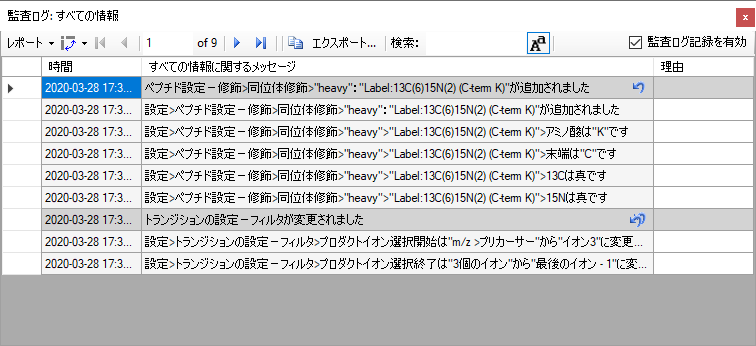 監査ログ: すべての情報
レポート 1 of 9 エクスポート... 検索: Aa 監査ログ記録を有効
時間 すべての情報に関するメッセージ 理由
2020-03-28 17:3... ペプチド設定－修飾>同位体修飾>"heavy": "Label:13C(6)15N(2) (C-term K)"が追加されました
2020-03-28 17:3... 設定>ペプチド設定－修飾>同位体修飾>"heavy": "Label:13C(6)15N(2) (C-term K)"が追加されました
2020-03-28 17:3... 設定>ペプチド設定－修飾>同位体修飾>"heavy">"Label:13C(6)15N(2) (C-term K)">アミノ酸は"K"です
2020-03-28 17:3... 設定>ペプチド設定－修飾>同位体修飾>"heavy">"Label:13C(6)15N(2) (C-term K)">末端は"C"です
2020-03-28 17:3... 設定>ペプチド設定－修飾>同位体修飾>"heavy">"Label:13C(6)15N(2) (C-term K)">13Cは真です
2020-03-28 17:3... 設定>ペプチド設定－修飾>同位体修飾>"heavy">"Label:13C(6)15N(2) (C-term K)">15Nは真です
2020-03-28 17:3... トランジションの設定－フィルタが変更されました
2020-03-28 17:3... 設定>トランジションの設定－フィルタ>プロダクトイオン選択開始は"m/z >プリカーサー"から"イオン3"に変更...
2020-03-28 17:3... 設定>トランジションの設定－フィルタ>プロダクトイオン選択終了は"3個のイオン"から"最後のイオン - 1"に変...